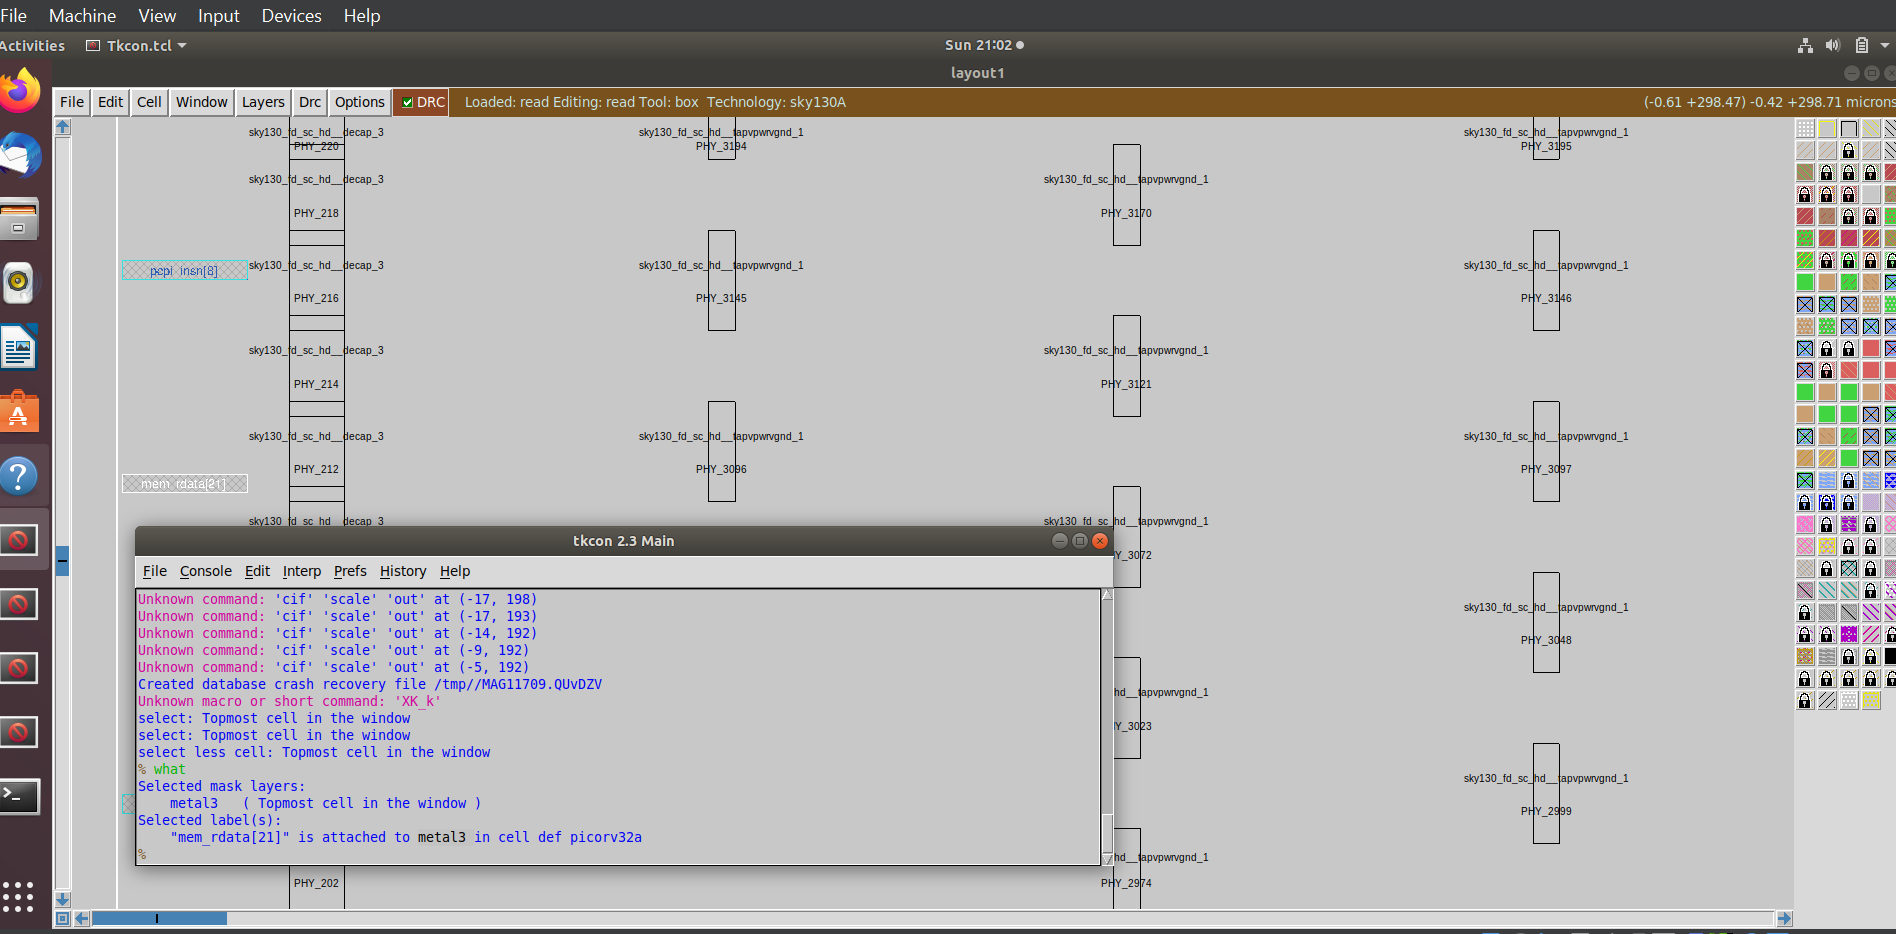 File Machine View Input Devices Help
Activities Tkcon.tcl Sun 21:02
layout1
File Edit Cell Window Layers Drc Options DRC Loaded: read Editing: read Tool: box Technology: sky130A (-0.61 +298.47) -0.42 +298.71 microns
sky130_fd_sc_hd__decap_3 sky130_fd_sc_hd__tapvpwrvgnd_1 sky130_fd_sc_hd__tapvpwrvgnd_1
PHY_220 PHY_3194 PHY_3195
sky130_fd_sc_hd__decap_3 sky130_fd_sc_hd__tapvpwrvgnd_1
PHY_218 PHY_3170
pcpi_insn[8] sky130_fd_sc_hd__decap_3 sky130_fd_sc_hd__tapvpwrvgnd_1 sky130_fd_sc_hd__tapvpwrvgnd_1
PHY_216 PHY_3145 PHY_3146
sky130_fd_sc_hd__decap_3 sky130_fd_sc_hd__tapvpwrvgnd_1
PHY_214 PHY_3121
sky130_fd_sc_hd__decap_3 sky130_fd_sc_hd__tapvpwrvgnd_1 sky130_fd_sc_hd__tapvpwrvgnd_1
PHY_212 PHY_3096 PHY_3097
mem_rdata[21]
sky130_fd_sc_hd__decap_3 sky130_fd_sc_hd__tapvpwrvgnd_1
HY_3072
sky130_fd_sc_hd__tapvpwrvgnd_1
PHY_3048
hd__tapvpwrvgnd_1
HY_3023
sky130_fd_sc_hd__tapvpwrvgnd_1
PHY_2999
hd__tapvpwrvgnd_1
PHY_202 PHY_2974
tkcon 2.3 Main
File Console Edit Interp Prefs History Help
Unknown command: 'cif' 'scale' 'out' at (-17, 198)
Unknown command: 'cif' 'scale' 'out' at (-17, 193)
Unknown command: 'cif' 'scale' 'out' at (-14, 192)
Unknown command: 'cif' 'scale' 'out' at (-9, 192)
Unknown command: 'cif' 'scale' 'out' at (-5, 192)
Created database crash recovery file /tmp//MAG11709.QUvDZV
Unknown macro or short command: 'XK_k'
select: Topmost cell in the window
select: Topmost cell in the window
select less cell: Topmost cell in the window
% what
Selected mask layers:
metal3 ( Topmost cell in the window )
Selected label(s):
"mem_rdata[21]" is attached to metal3 in cell def picorv32a
%